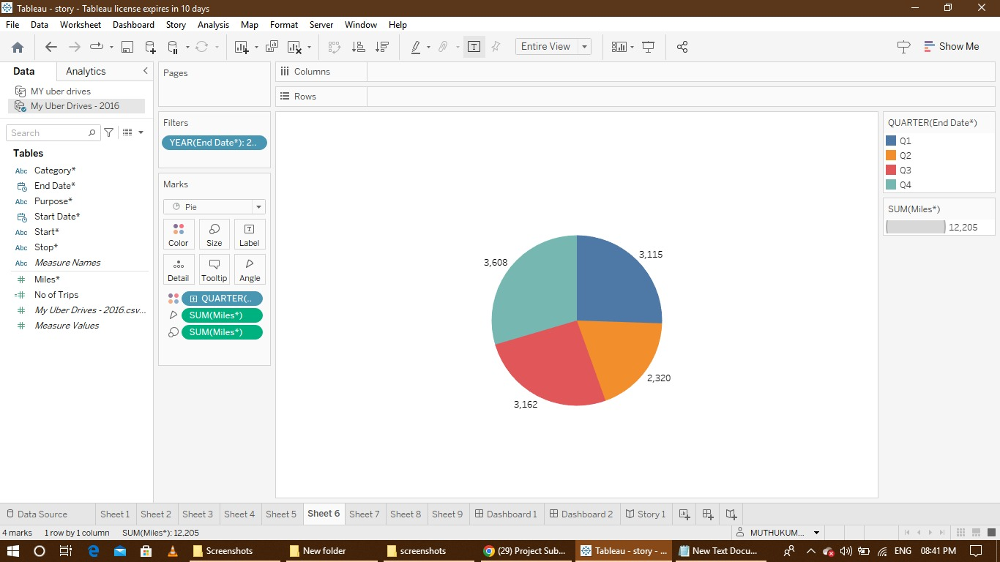 Tableau - story - Tableau license expires in 10 days
File Data Worksheet Dashboard Story Analysis Map Format Server Window Help
Entire View
Show Me
Data Analytics
MY uber drives
My Uber Drives - 2016
Search
Tables
Abc Category*
End Date*
Abc Purpose*
Start Date*
Abc Start*
Abc Stop*
Abc Measure Names
# Miles*
=# No of Trips
# My Uber Drives - 2016.csv...
# Measure Values
Pages
Filters
YEAR(End Date*): 2..
Marks
Pie
Color Size Label
Detail Tooltip Angle
QUARTER(..
SUM(Miles*)
SUM(Miles*)
Columns
Rows
3,608
3,115
2,320
3,162
QUARTER(End Date*)
Q1
Q2
Q3
Q4
SUM(Miles*)
12,205
Data Source Sheet 1 Sheet 2 Sheet 3 Sheet 4 Sheet 5 Sheet 6 Sheet 7 Sheet 8 Sheet 9 Dashboard 1 Dashboard 2 Story 1
4 marks 1 row by 1 column SUM(Miles*): 12,205 MUTHUKUM...
Screenshots New folder screenshots (29) Project Sub... Tableau - story - ... New Text Docu... ENG 08:41 PM